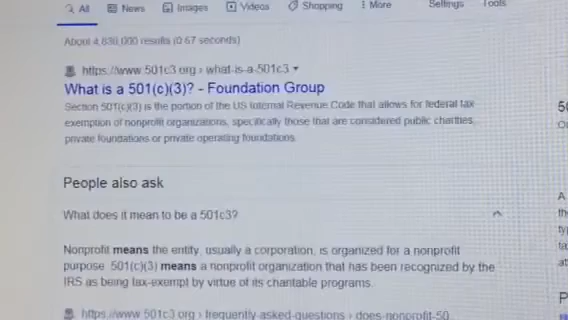 All News Images Videos Shopping More Settings Tools
About 4,830,000 results (0.67 seconds)
https://www.501c3.org › what-is-a-501c3
What is a 501(c)(3)? - Foundation Group
Section 501(c)(3) is the portion of the US Internal Revenue Code that allows for federal tax
exemption of nonprofit organizations, specifically those that are considered public charities,
private foundations or private operating foundations.
People also ask
What does it mean to be a 501c3?
Nonprofit means the entity, usually a corporation, is organized for a nonprofit
purpose. 501(c)(3) means a nonprofit organization that has been recognized by the
IRS as being tax-exempt by virtue of its charitable programs.
https://www.501c3.org › frequently-asked-questions › does-nonprofit-50